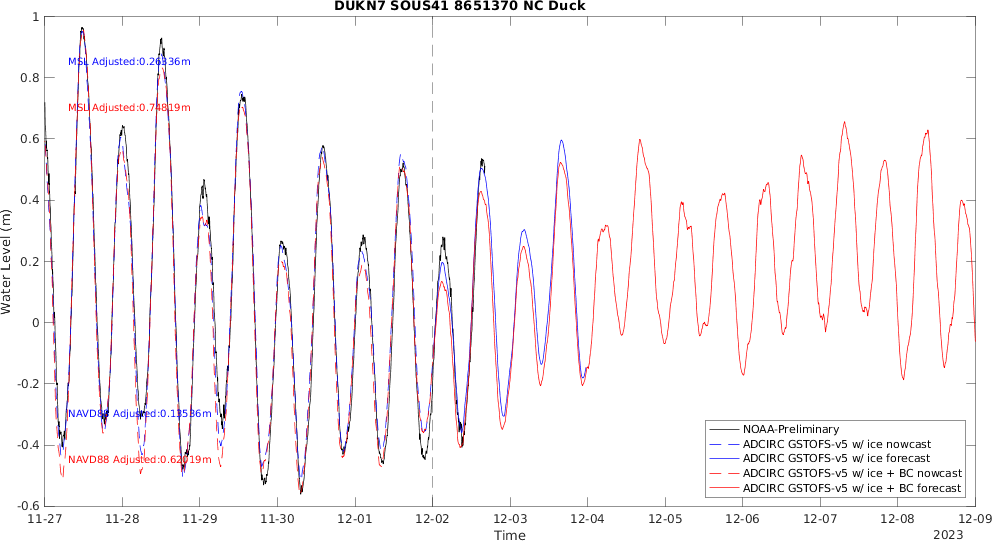 DUKN7 SOUS41 8651370 NC Duck
1
0.8
0.6
0.4
0.2
0
-0.2
-0.4
-0.6
Water Level (m)
MSL Adjusted:0.26336m
MSL Adjusted:0.74819m
NAVD88 Adjusted:0.13536m
NAVD88 Adjusted:0.62019m
NOAA-Preliminary
ADCIRC GSTOFS-v5 w/ ice nowcast
ADCIRC GSTOFS-v5 w/ ice forecast
ADCIRC GSTOFS-v5 w/ ice + BC nowcast
ADCIRC GSTOFS-v5 w/ ice + BC forecast
11-27 11-28 11-29 11-30 12-01 12-02 12-03 12-04 12-05 12-06 12-07 12-08 12-09
Time
2023